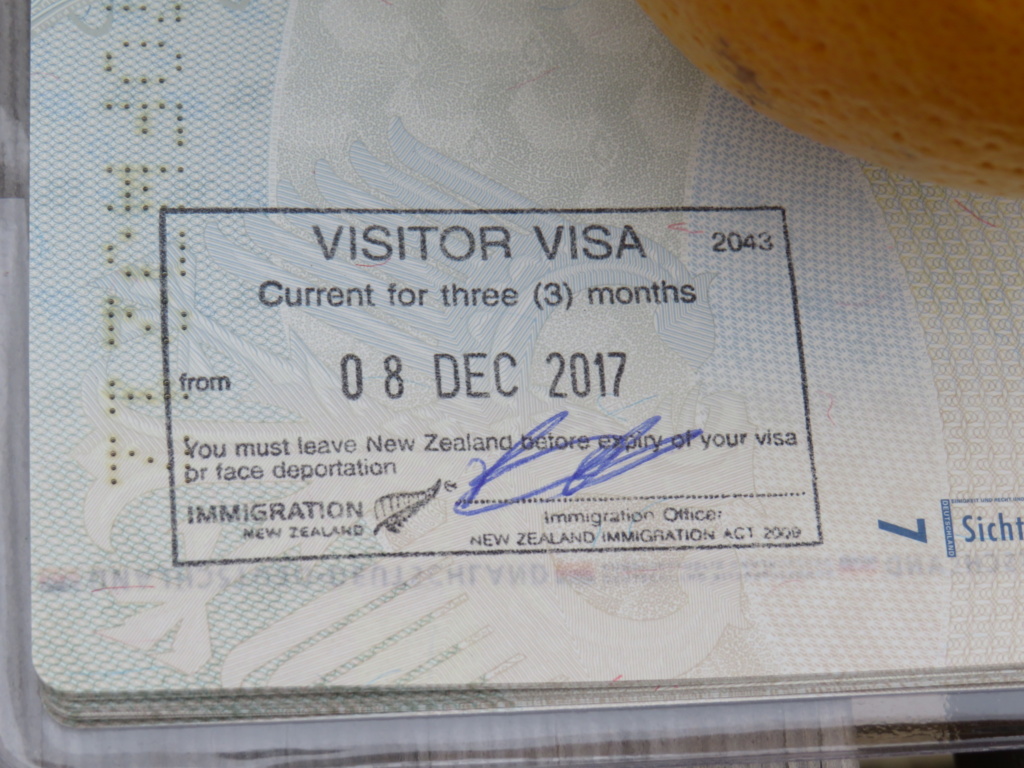 VISITOR VISA 2043
Current for three (3) months
from 08 DEC 2017
You must leave New Zealand before expiry of your visa
or face deportation
IMMIGRATION
NEW ZEALAND
Immigration Officer
NEW ZEALAND IMMIGRATION ACT 2009
7
DEUTSCHLAND
Sicht